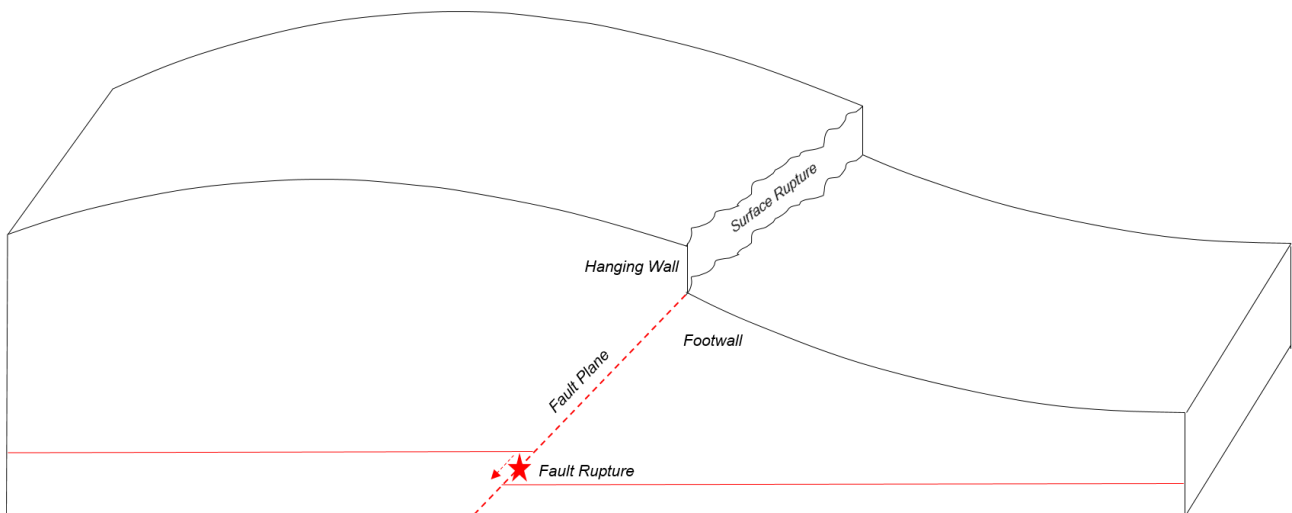 Surface Rupture
Hanging Wall
Footwall
Fault Plane
Fault Rupture